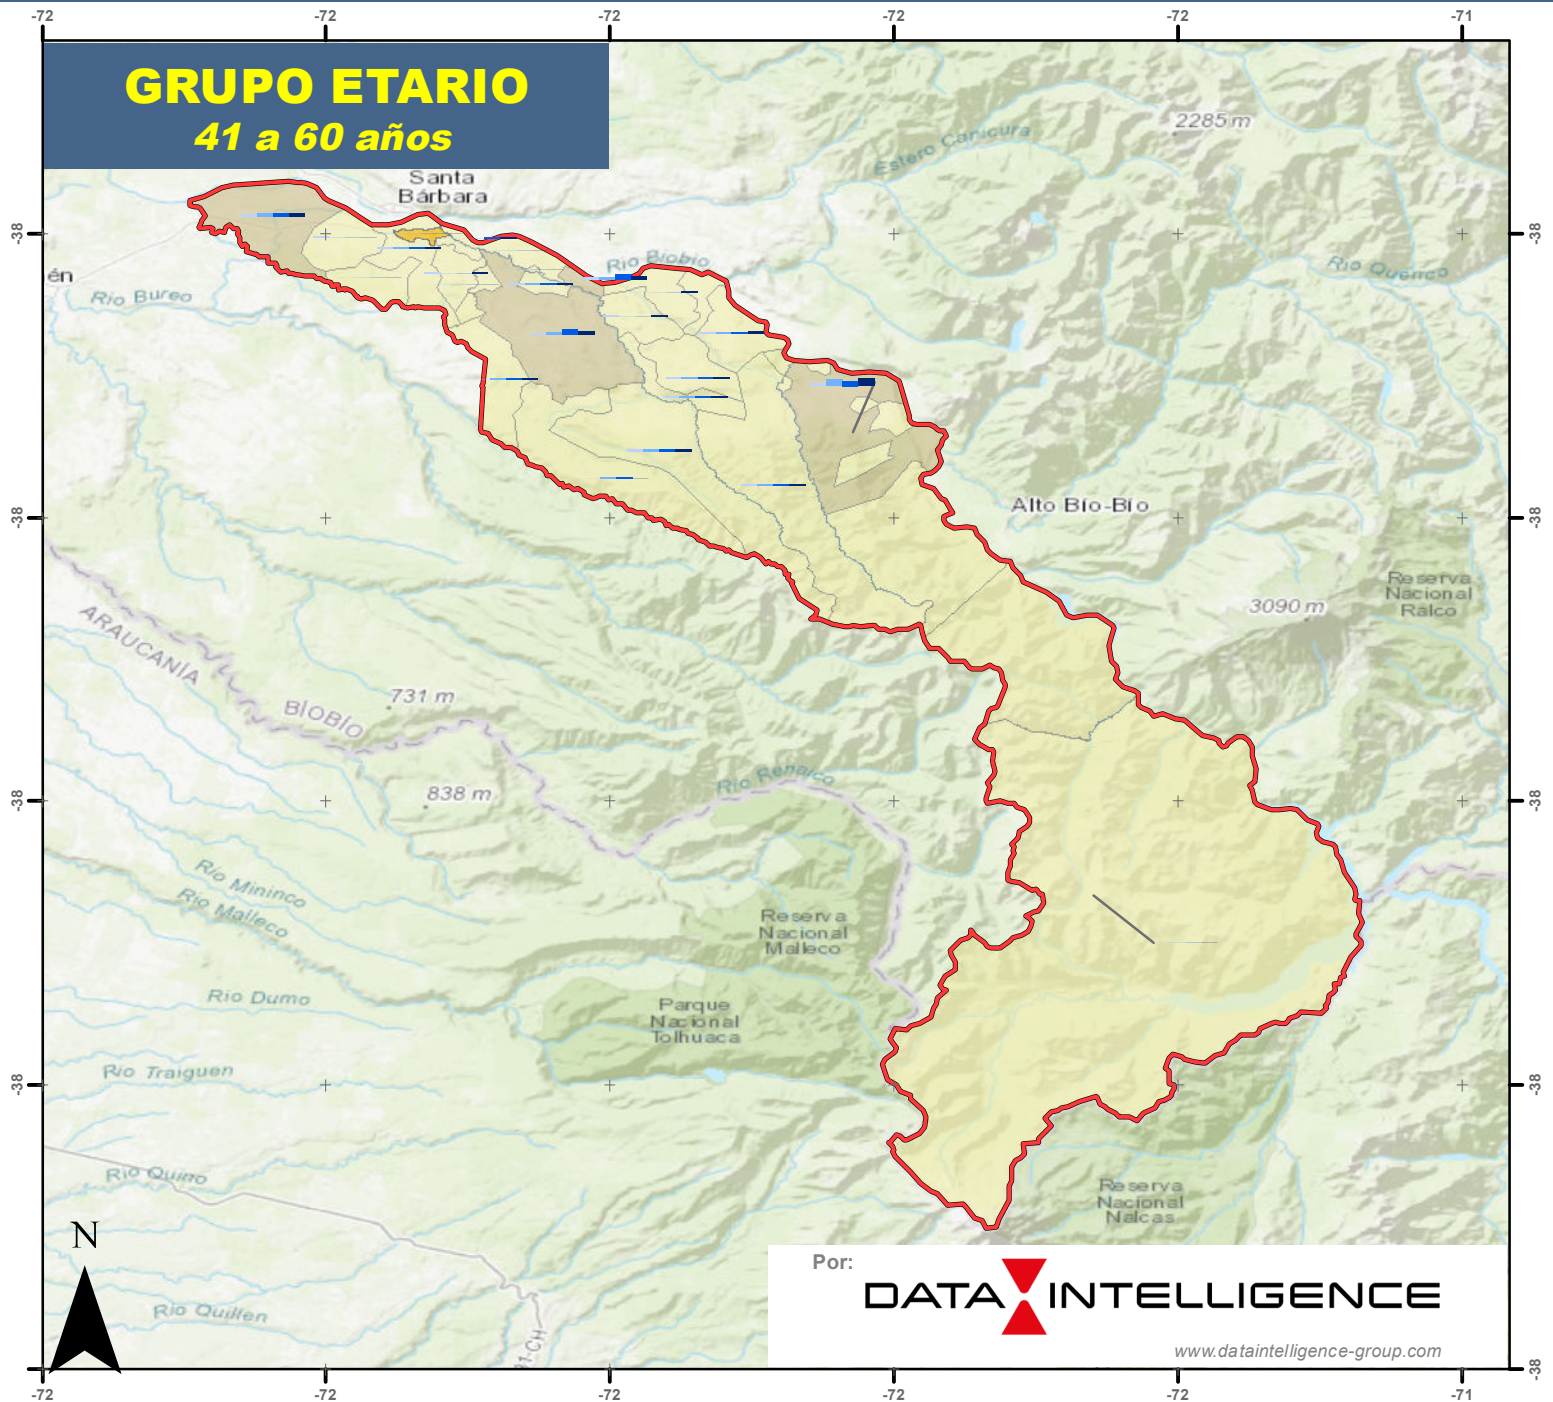 -72 -72 -72 -72 -72 -71
GRUPO ETARIO
41 a 60 años
2285 m
Estero Canicura
Santa
Bárbara
-38 -38
Río Biobío
Río Queuco
én
Río Bureo
Alto Bío-Bío
-38 -38
Reserva
Nacional
Ralco
3090 m
ARAUCANÍA
BIOBÍO
731 m
Río Renaico
838 m
-38 -38
Río Mininco
Río Malleco
Reserva
Nacional
Malleco
Río Dumo
Parque
Nacional
Tolhuaca
Río Traiguen
-38 -38
Río Quino
Reserva
Nacional
Nalcas
N
Por:
DATA INTELLIGENCE
Río Quillen
91-CH
www.dataintelligence-group.com
-38
-72 -72 -72 -72 -72 -71